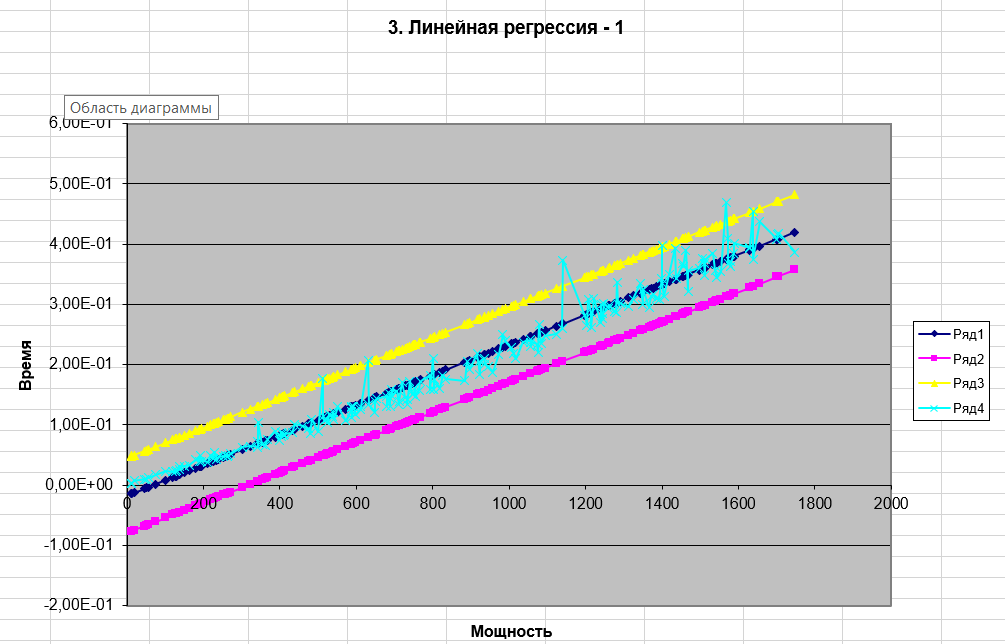 3. Линейная регрессия - 1
Область диаграммы
6,00E-01
5,00E-01
4,00E-01
3,00E-01
2,00E-01
1,00E-01
0,00E+00
-1,00E-01
-2,00E-01
0 200 400 600 800 1000 1200 1400 1600 1800 2000
Время
Мощность
Ряд1
Ряд2
Ряд3
Ряд4